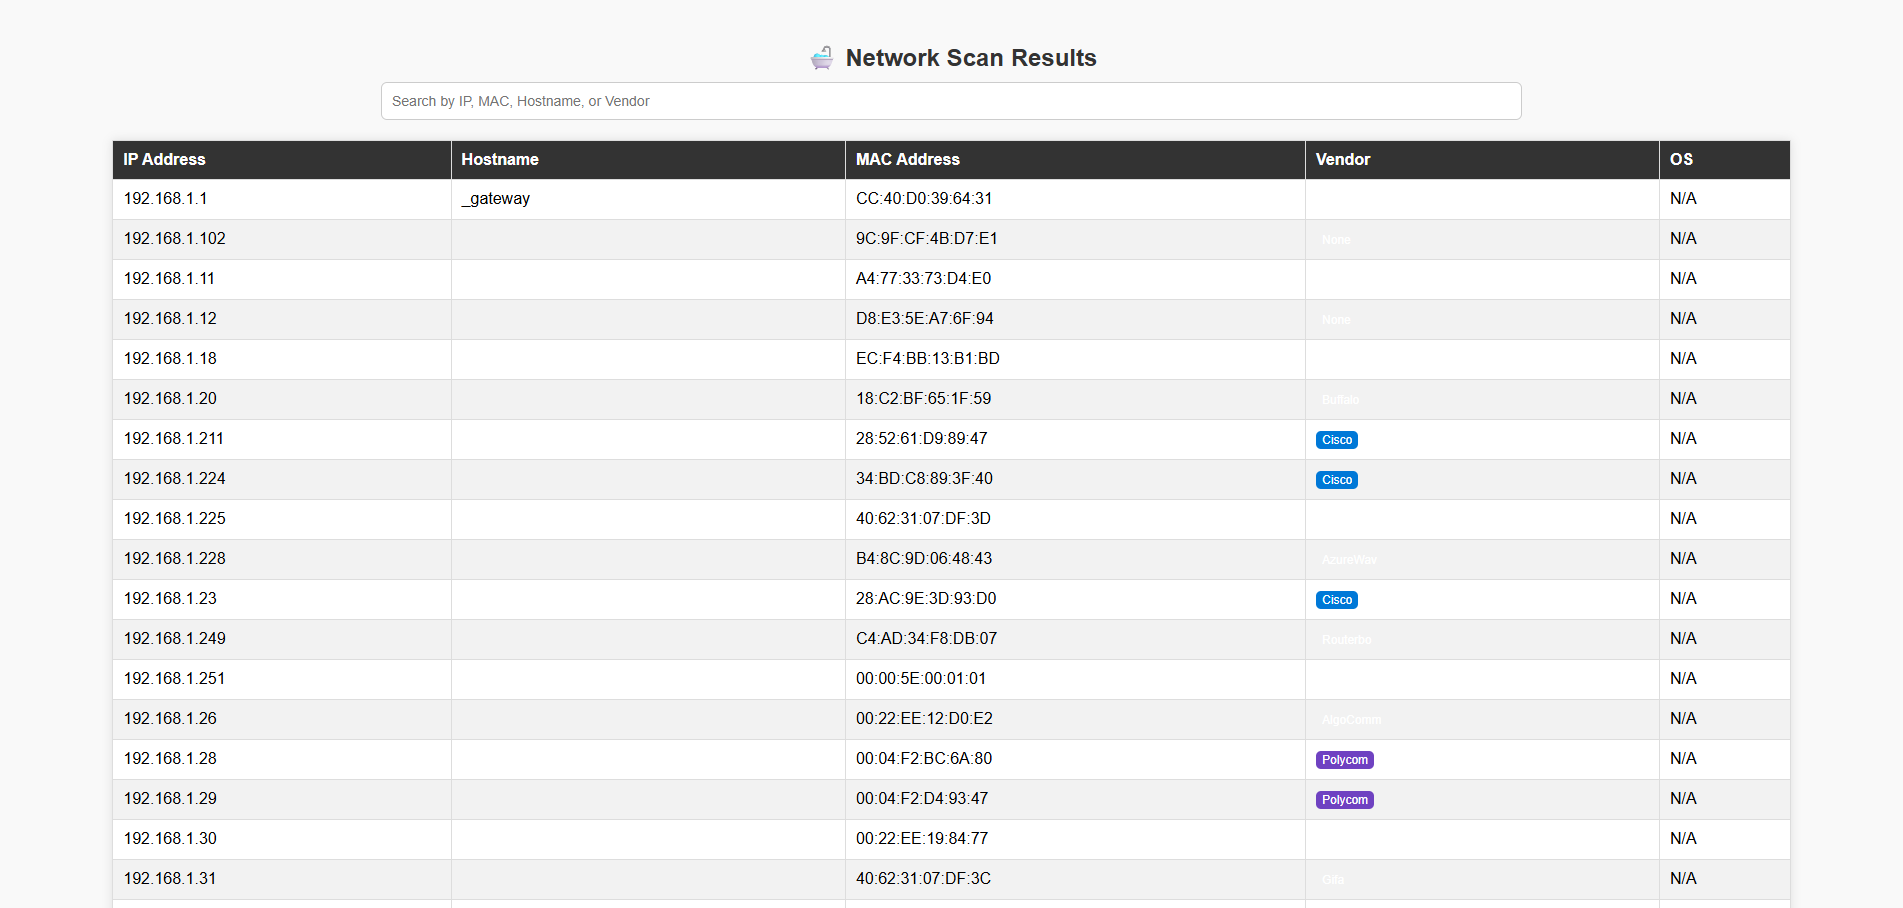 Network Scan Results
Search by IP, MAC, Hostname, or Vendor
IP Address Hostname MAC Address Vendor OS
192.168.1.1 _gateway CC:40:D0:39:64:31 N/A
192.168.1.102 9C:9F:CF:4B:D7:E1 None N/A
192.168.1.11 A4:77:33:73:D4:E0 N/A
192.168.1.12 D8:E3:5E:A7:6F:94 None N/A
192.168.1.18 EC:F4:BB:13:B1:BD N/A
192.168.1.20 18:C2:BF:65:1F:59 Buffalo N/A
192.168.1.211 28:52:61:D9:89:47 Cisco N/A
192.168.1.224 34:BD:C8:89:3F:40 Cisco N/A
192.168.1.225 40:62:31:07:DF:3D N/A
192.168.1.228 B4:8C:9D:06:48:43 AzureWav N/A
192.168.1.23 28:AC:9E:3D:93:D0 Cisco N/A
192.168.1.249 C4:AD:34:F8:DB:07 Routerbo N/A
192.168.1.251 00:00:5E:00:01:01 N/A
192.168.1.26 00:22:EE:12:D0:E2 AlgoComm N/A
192.168.1.28 00:04:F2:BC:6A:80 Polycom N/A
192.168.1.29 00:04:F2:D4:93:47 Polycom N/A
192.168.1.30 00:22:EE:19:84:77 N/A
192.168.1.31 40:62:31:07:DF:3C Gifa N/A